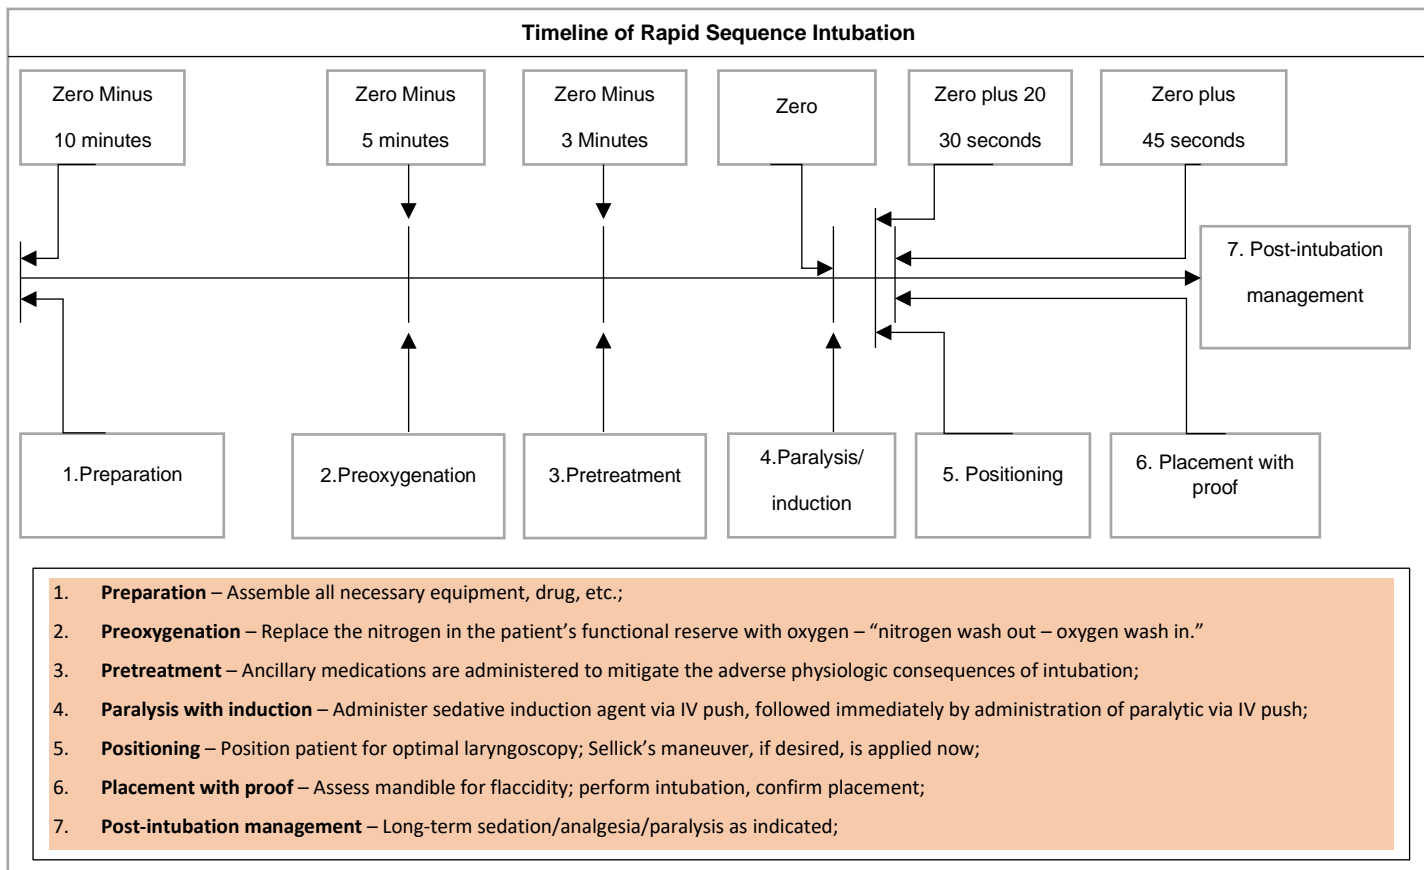 Timeline of Rapid Sequence Intubation
Zero Minus
10 minutes
Zero Minus
5 minutes
Zero Minus
3 Minutes
Zero
Zero plus 20
30 seconds
Zero plus
45 seconds
7. Post-intubation
management
1.Preparation
2.Preoxygenation
3.Pretreatment
4.Paralysis/
induction
5. Positioning
6. Placement with
proof
1. Preparation – Assemble all necessary equipment, drug, etc.;
2. Preoxygenation – Replace the nitrogen in the patient’s functional reserve with oxygen – “nitrogen wash out – oxygen wash in.”
3. Pretreatment – Ancillary medications are administered to mitigate the adverse physiologic consequences of intubation;
4. Paralysis with induction – Administer sedative induction agent via IV push, followed immediately by administration of paralytic via IV push;
5. Positioning – Position patient for optimal laryngoscopy; Sellick’s maneuver, if desired, is applied now;
6. Placement with proof – Assess mandible for flaccidity; perform intubation, confirm placement;
7. Post-intubation management – Long-term sedation/analgesia/paralysis as indicated;